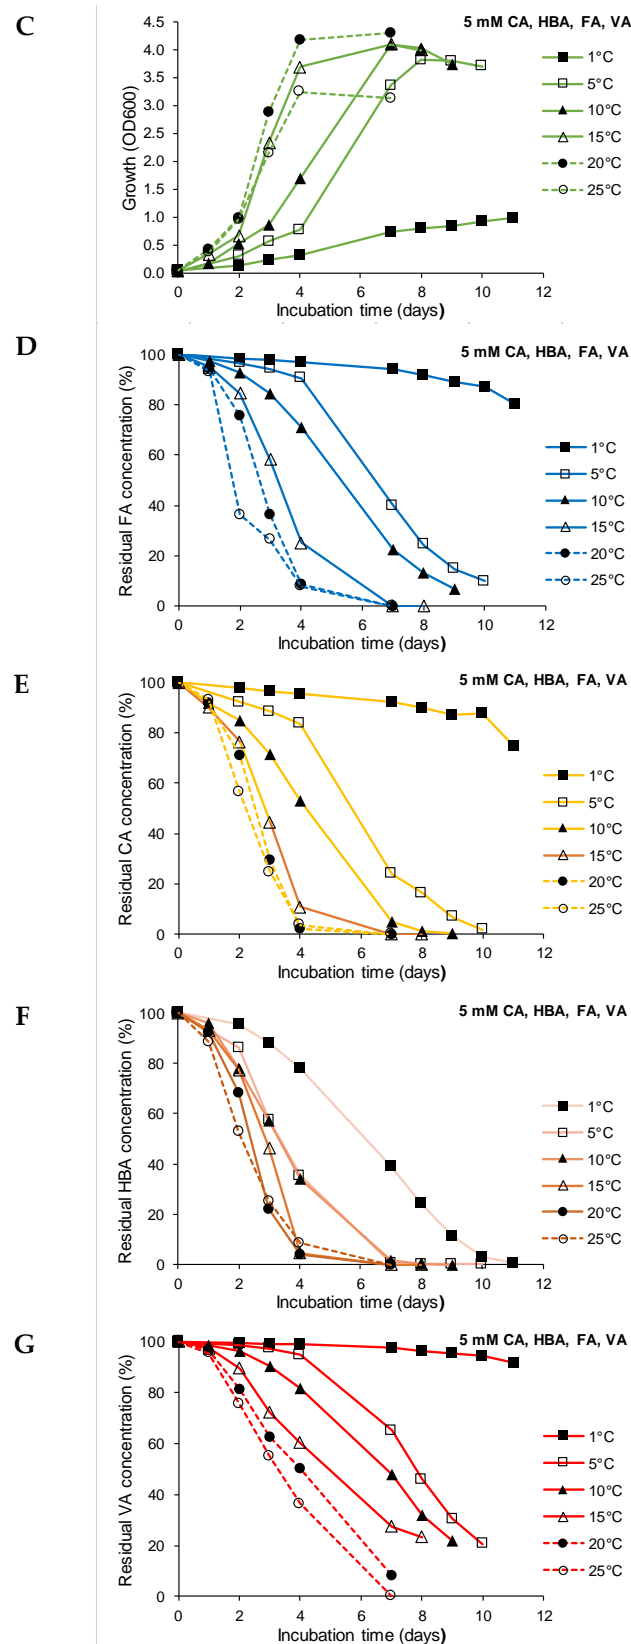 C
5 mM CA, HBA, FA, VA
Growth (OD600)
4.5
4.0
3.5
3.0
2.5
2.0
1.5
1.0
0.5
0.0
1°C
5°C
10°C
15°C
20°C
25°C
0 2 4 6 8 10 12
Incubation time (days)
D
5 mM CA, HBA, FA, VA
Residual FA concentration (%)
100
80
60
40
20
0
1°C
5°C
10°C
15°C
20°C
25°C
0 2 4 6 8 10 12
Incubation time (days)
E
5 mM CA, HBA, FA, VA
Residual CA concentration (%)
100
80
60
40
20
0
1°C
5°C
10°C
15°C
20°C
25°C
0 2 4 6 8 10 12
Incubation time (days)
F
5 mM CA, HBA, FA, VA
Residual HBA concentration (%)
100
80
60
40
20
0
1°C
5°C
10°C
15°C
20°C
25°C
0 2 4 6 8 10 12
Incubation time (days)
G
5 mM CA, HBA, FA, VA
Residual VA concentration (%)
100
80
60
40
20
0
1°C
5°C
10°C
15°C
20°C
25°C
0 2 4 6 8 10 12
Incubation time (days)